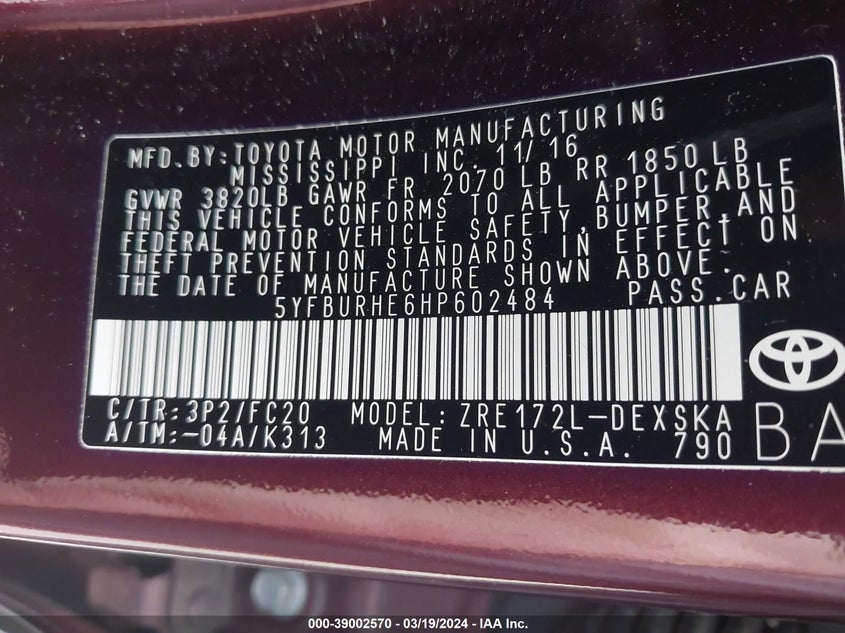 MFD. BY: TOYOTA MOTOR MANUFACTURING
MISSISSIPPI INC. 11/16
GVWR 3820LB GAWR FR 2070 LB RR 1850 LB
THIS VEHICLE CONFORMS TO ALL APPLICABLE
FEDERAL MOTOR VEHICLE SAFETY, BUMPER, AND
THEFT PREVENTION STANDARDS IN EFFECT ON
THE DATE OF MANUFACTURE SHOWN ABOVE.
5YFBURHE6HP602484 PASS.CAR
C/TR: 3P2/FC20 MODEL: ZRE172L-DEXSKA
A/TM: -04A/K313 MADE IN U.S.A. 790 BA
000-39002570 - 03/19/2024 - IAA Inc.